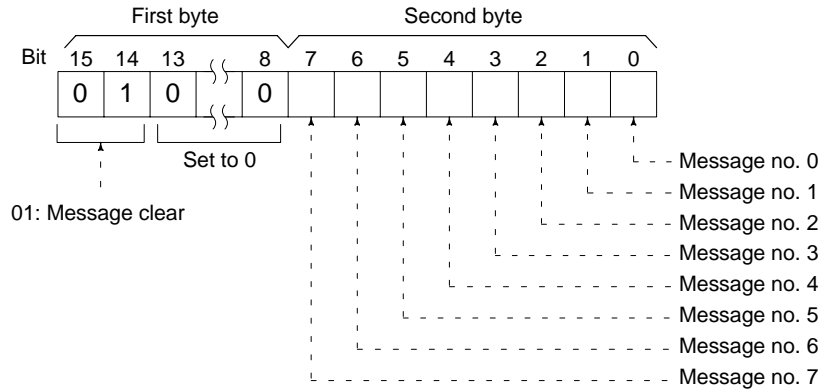 First byte Second byte
Bit 15 14 13 8 7 6 5 4 3 2 1 0
0 1 0 0
Set to 0
01: Message clear
Message no. 0
Message no. 1
Message no. 2
Message no. 3
Message no. 4
Message no. 5
Message no. 6
Message no. 7